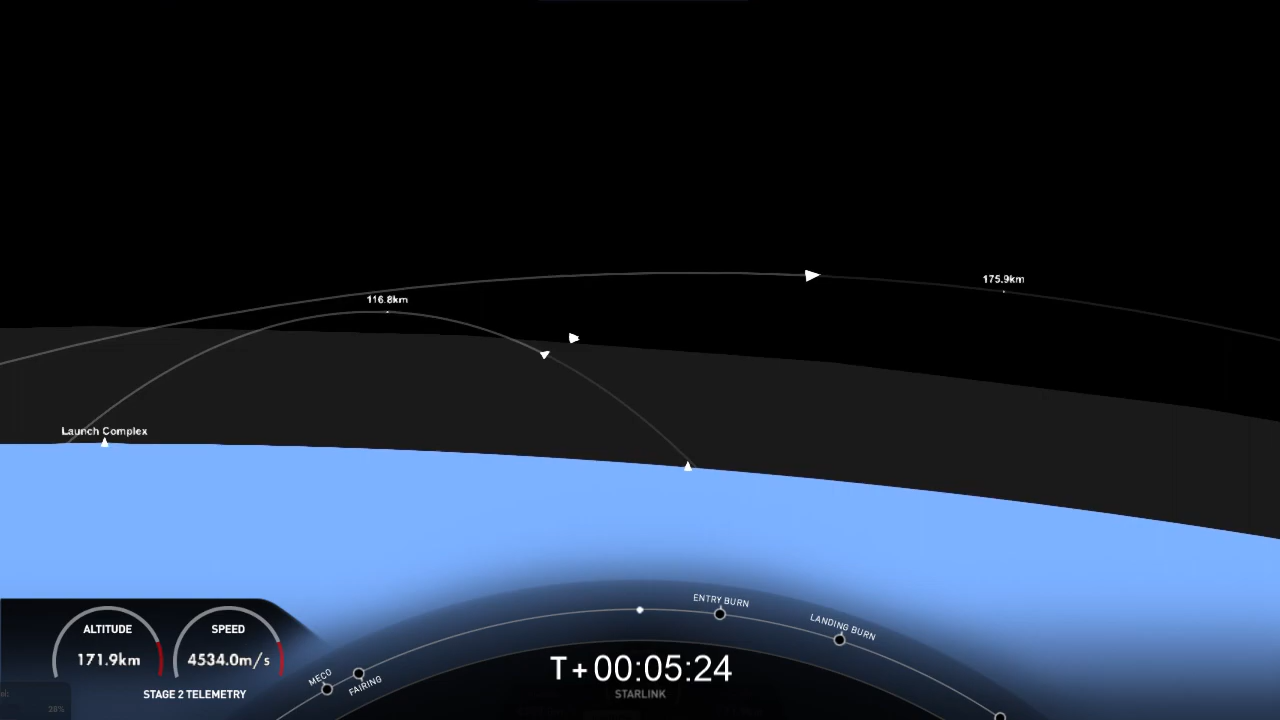 175.9km
116.8km
Launch Complex
ALTITUDE
171.9km
SPEED
4534.0m/s
STAGE 2 TELEMETRY
MECO
FAIRING
ENTRY BURN
LANDING BURN
T+00:05:24
STARLINK
28%